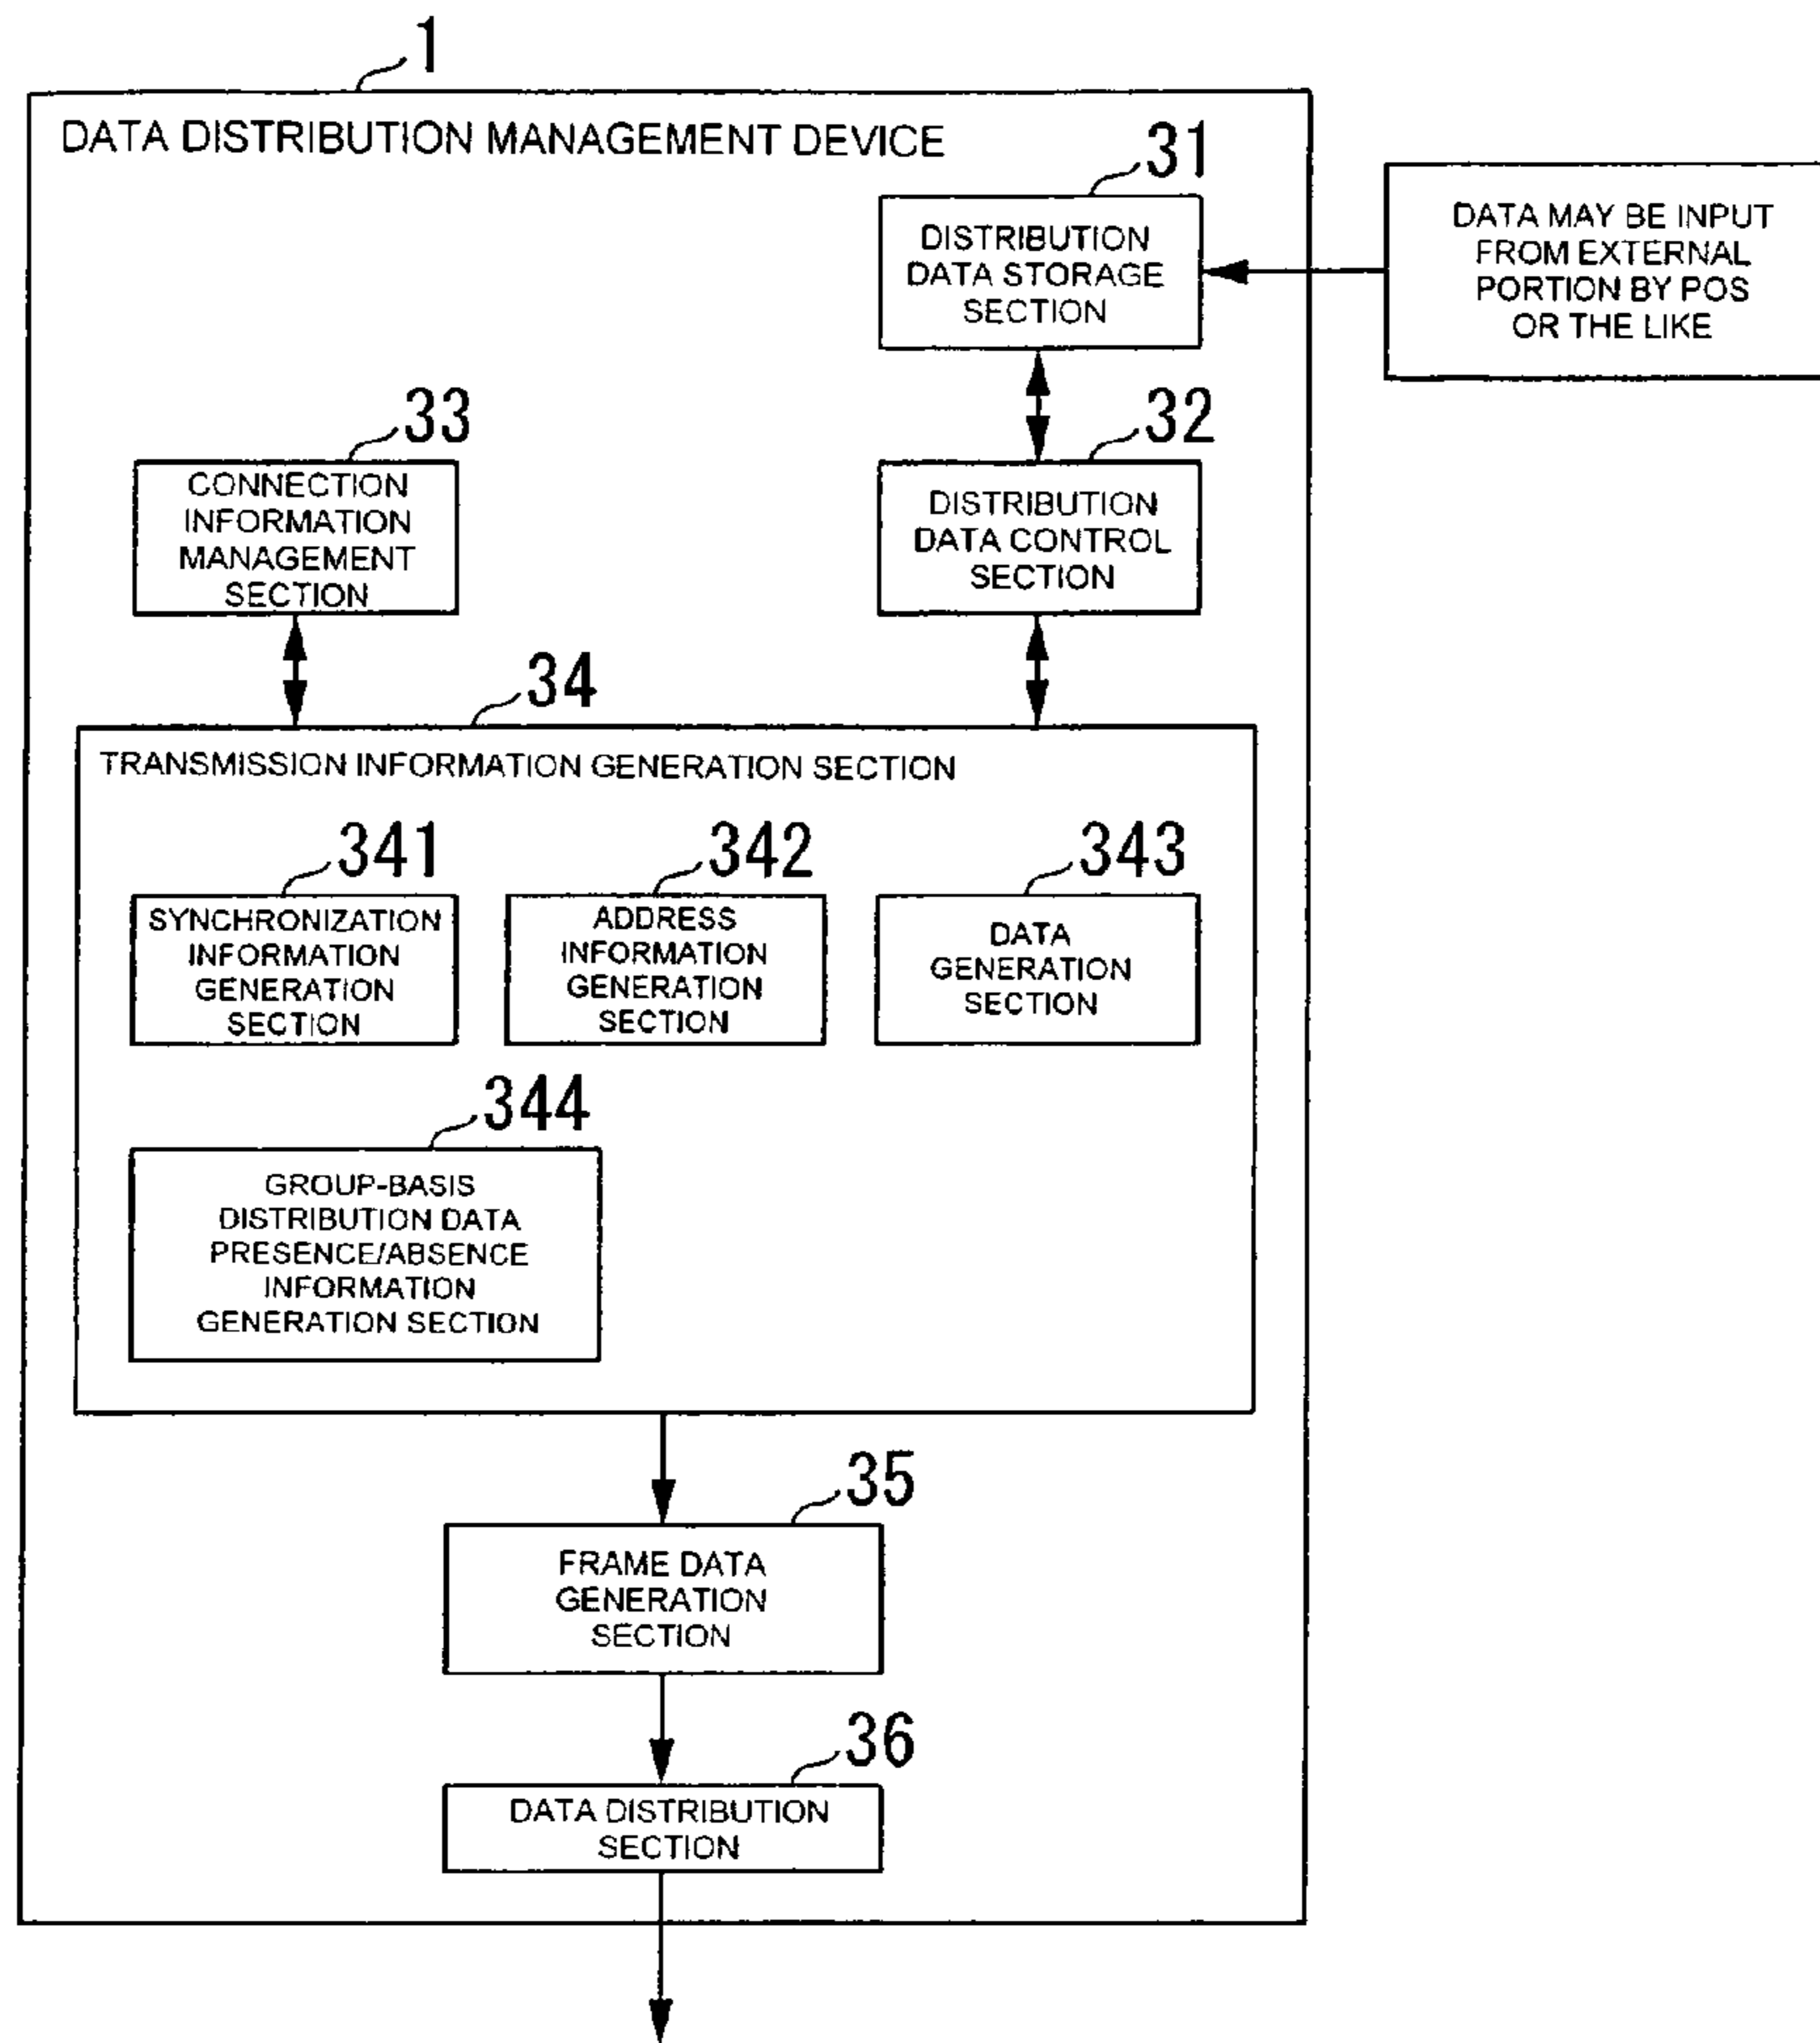 1
DATA DISTRIBUTION MANAGEMENT DEVICE
31
DISTRIBUTION
DATA STORAGE
SECTION
DATA MAY BE INPUT
FROM EXTERNAL
PORTION BY POS
OR THE LIKE
33
CONNECTION
INFORMATION
MANAGEMENT
SECTION
32
DISTRIBUTION
DATA CONTROL
SECTION
34
TRANSMISSION INFORMATION GENERATION SECTION
341
SYNCHRONIZATION
INFORMATION
GENERATION
SECTION
342
ADDRESS
INFORMATION
GENERATION
SECTION
343
DATA
GENERATION
SECTION
344
GROUP-BASIS
DISTRIBUTION DATA
PRESENCE/ABSENCE
INFORMATION
GENERATION SECTION
35
FRAME DATA
GENERATION
SECTION
36
DATA DISTRIBUTION
SECTION